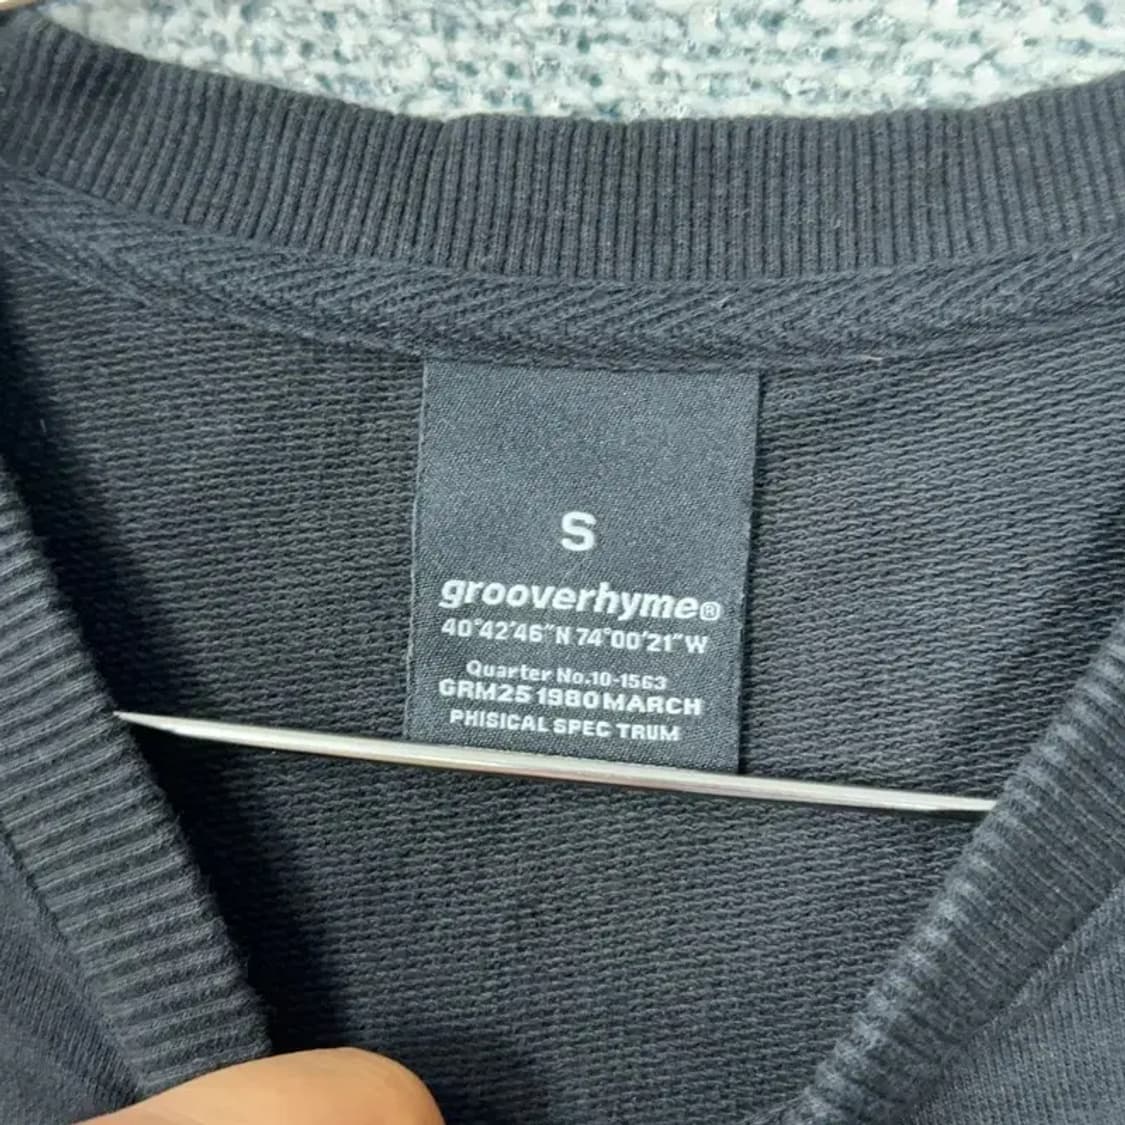 S
grooverhyme®
40°42'46"N 74°00'21"W
Quarter No.10-1563
GRM25 1980 MARCH
PHISICAL SPEC TRUM